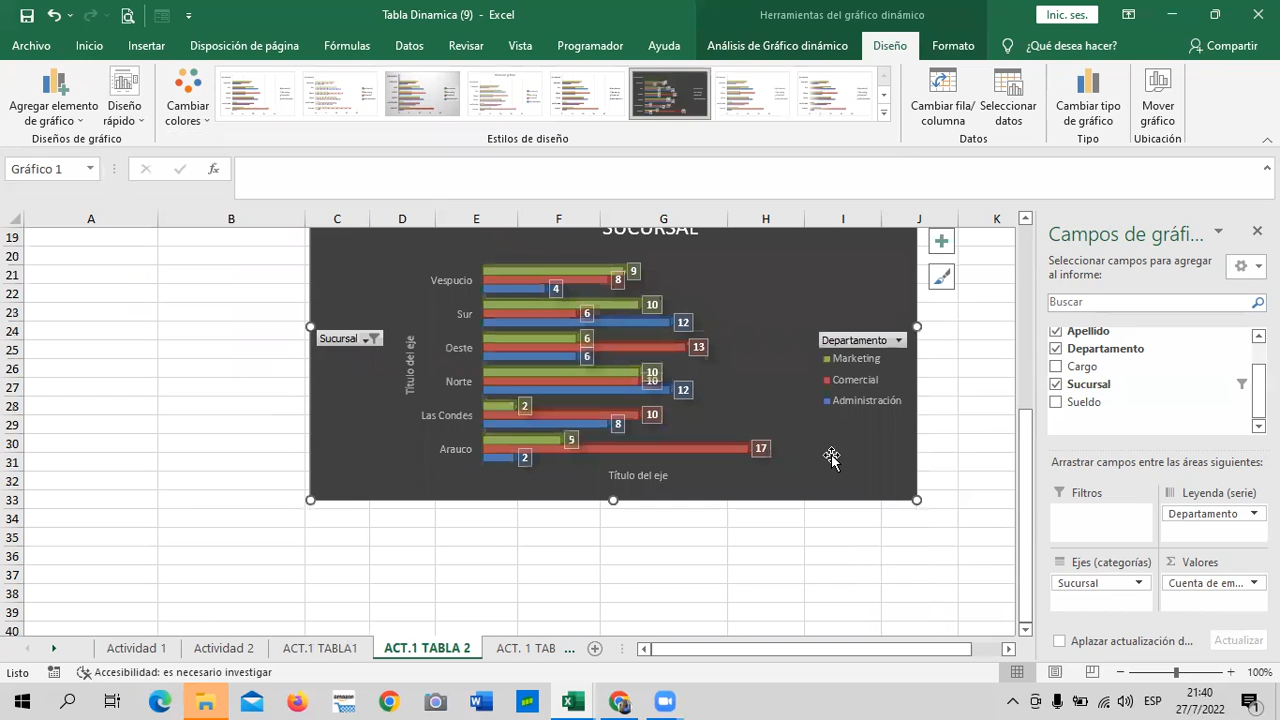 Tabla Dinamica (9) - Excel
Herramientas del gráfico dinámico
Inic. ses.
Archivo Inicio Insertar Disposición de página Fórmulas Datos Revisar Vista Programador Ayuda Análisis de Gráfico dinámico Diseño Formato ¿Qué desea hacer? Compartir
Agregar elemento de gráfico
Diseño rápido
Cambiar colores
Cambiar fila/ columna
Seleccionar datos
Cambiar tipo de gráfico
Mover gráfico
Diseños de gráfico Estilos de diseño Datos Tipo Ubicación
Gráfico 1
fx
A B C D E F G H I J K
19
20
21
22
23
24
25
26
27
28
29
30
31
32
33
34
35
36
37
38
39
40
SUCURSAL
Vespucio 9 8 4
Sur 10 6 12
Oeste 6 13 6
Norte 10 10 12
Las Condes 2 10 8
Arauco 5 17 2
Sucursal
Título del eje
Título del eje
Departamento
Marketing
Comercial
Administración
Campos de gráfi...
Seleccionar campos para agregar al informe:
Buscar
Apellido
Departamento
Cargo
Sucursal
Sueldo
Arrastrar campos entre las áreas siguientes:
Filtros
Leyenda (serie)
Departamento
Ejes (categorías)
Sucursal
Valores
Cuenta de em...
Aplazar actualización d...
Actualizar
Actividad 1 Actividad 2 ACT.1 TABLA1 ACT.1 TABLA 2 ACT. 1 TAB ...
Listo Accesibilidad: es necesario investigar 100%
amazon
ESP
21:40
27/7/2022
1